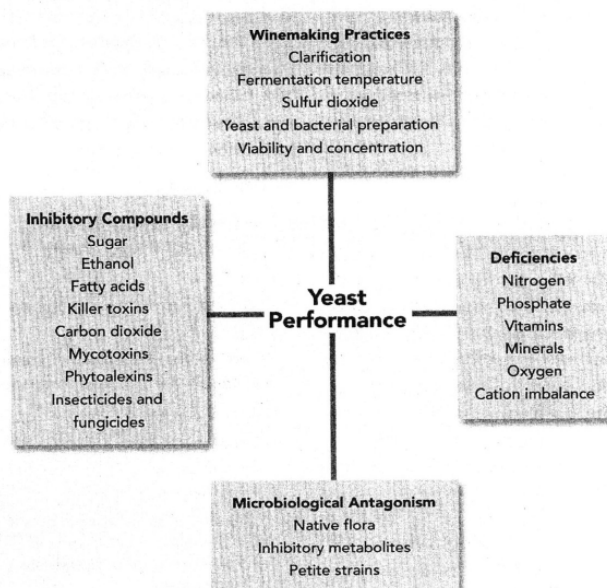 Winemaking Practices
Clarification
Fermentation temperature
Sulfur dioxide
Yeast and bacterial preparation
Viability and concentration
Inhibitory Compounds
Sugar
Ethanol
Fatty acids
Killer toxins
Carbon dioxide
Mycotoxins
Phytoalexins
Insecticides and
fungicides
Yeast
Performance
Deficiencies
Nitrogen
Phosphate
Vitamins
Minerals
Oxygen
Cation imbalance
Microbiological Antagonism
Native flora
Inhibitory metabolites
Petite strains